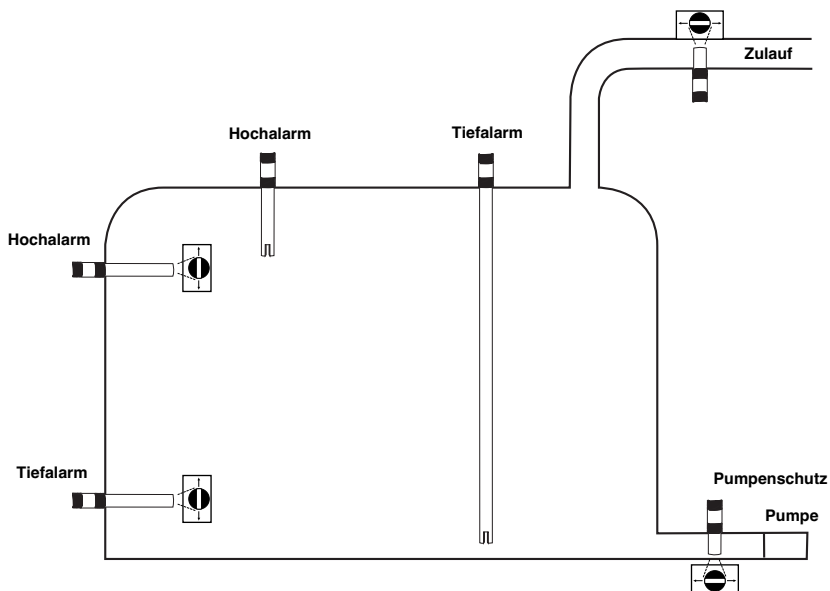 Zulauf
Hochalarm
Tiefalarm
Hochalarm
Tiefalarm
Pumpenschutz
Pumpe